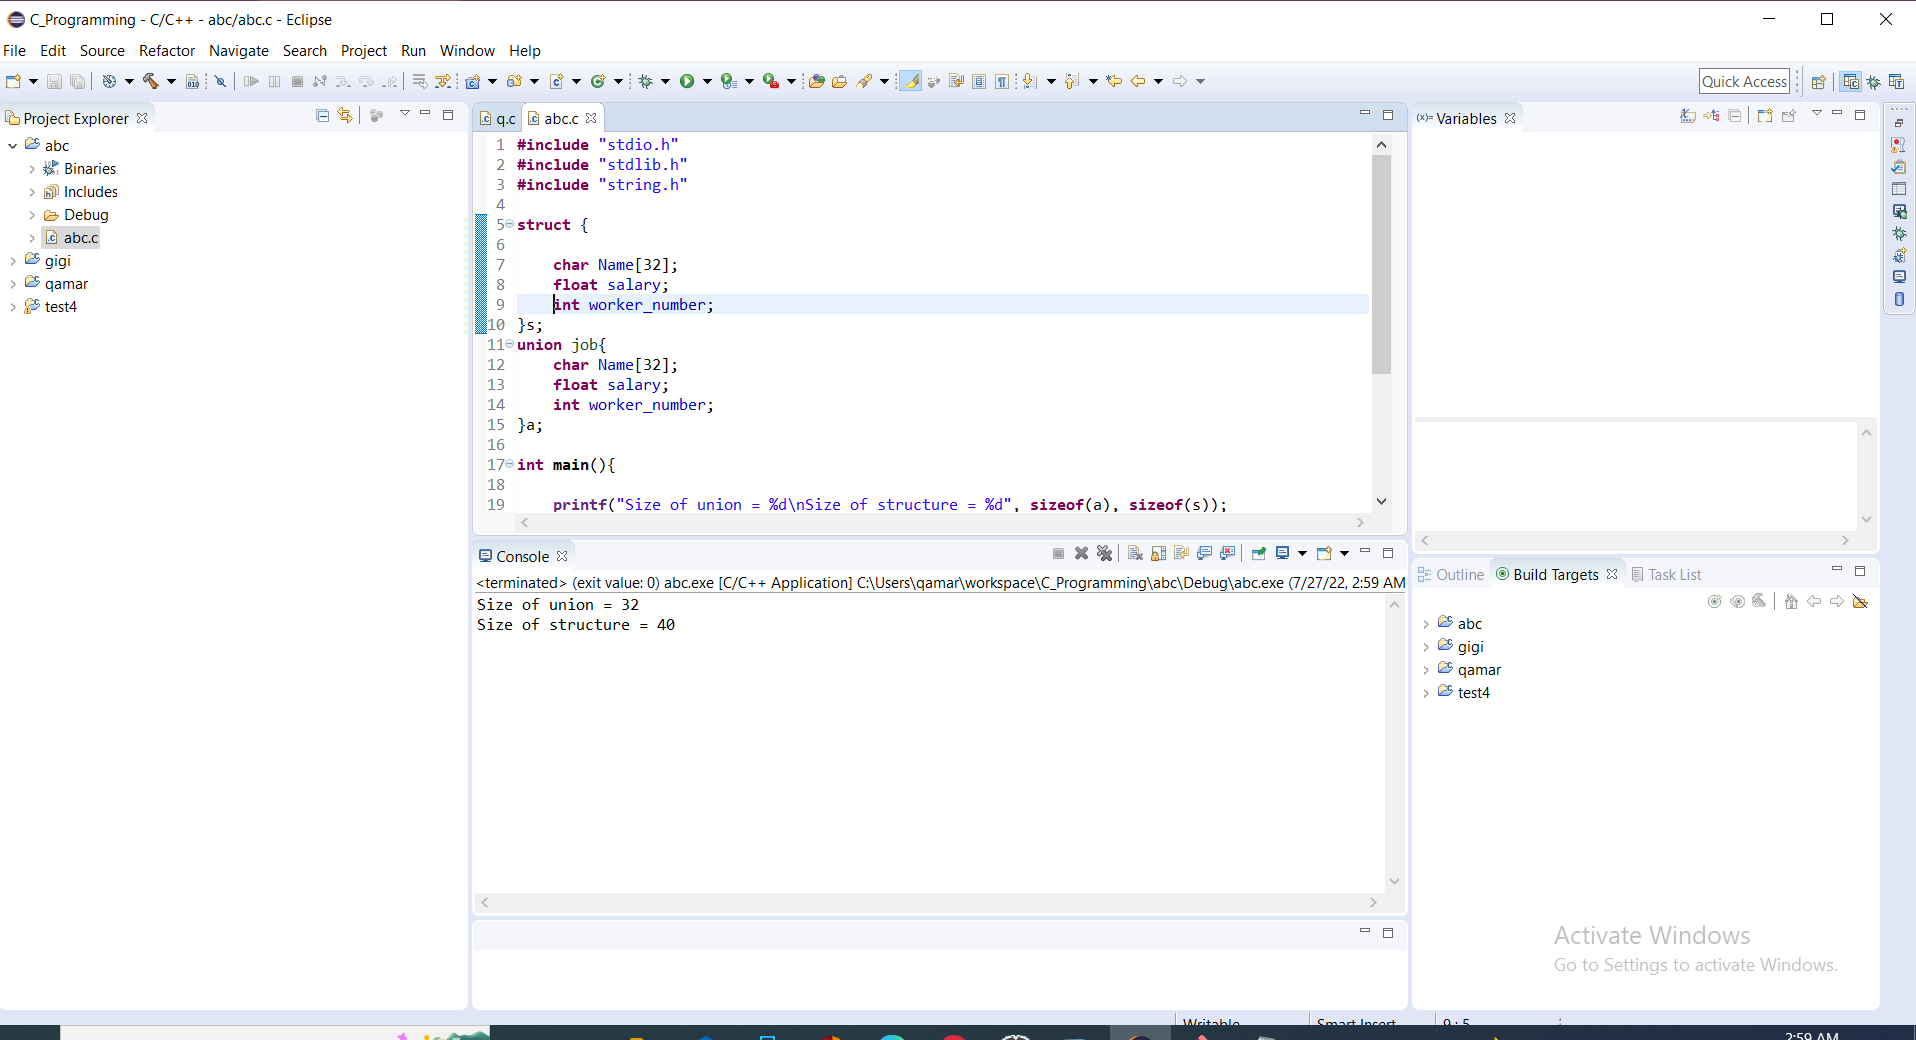 C_Programming - C/C++ - abc/abc.c - Eclipse
File Edit Source Refactor Navigate Search Project Run Window Help
Quick Access
Project Explorer
abc
Binaries
Includes
Debug
abc.c
gigi
qamar
test4
q.c abc.c
1 #include "stdio.h"
2 #include "stdlib.h"
3 #include "string.h"
4
5 struct {
6
7 char Name[32];
8 float salary;
9 int worker_number;
10 }s;
11 union job{
12 char Name[32];
13 float salary;
14 int worker_number;
15 }a;
16
17 int main(){
18
19 printf("Size of union = %d\nSize of structure = %d", sizeof(a), sizeof(s));
Console
<terminated> (exit value: 0) abc.exe [C/C++ Application] C:\Users\qamar\workspace\C_Programming\abc\Debug\abc.exe (7/27/22, 2:59 AM
Size of union = 32
Size of structure = 40
(x)= Variables
Outline Build Targets Task List
abc
gigi
qamar
test4
Activate Windows
Go to Settings to activate Windows.
Writable Smart Insert 9 : 5
2:59 AM